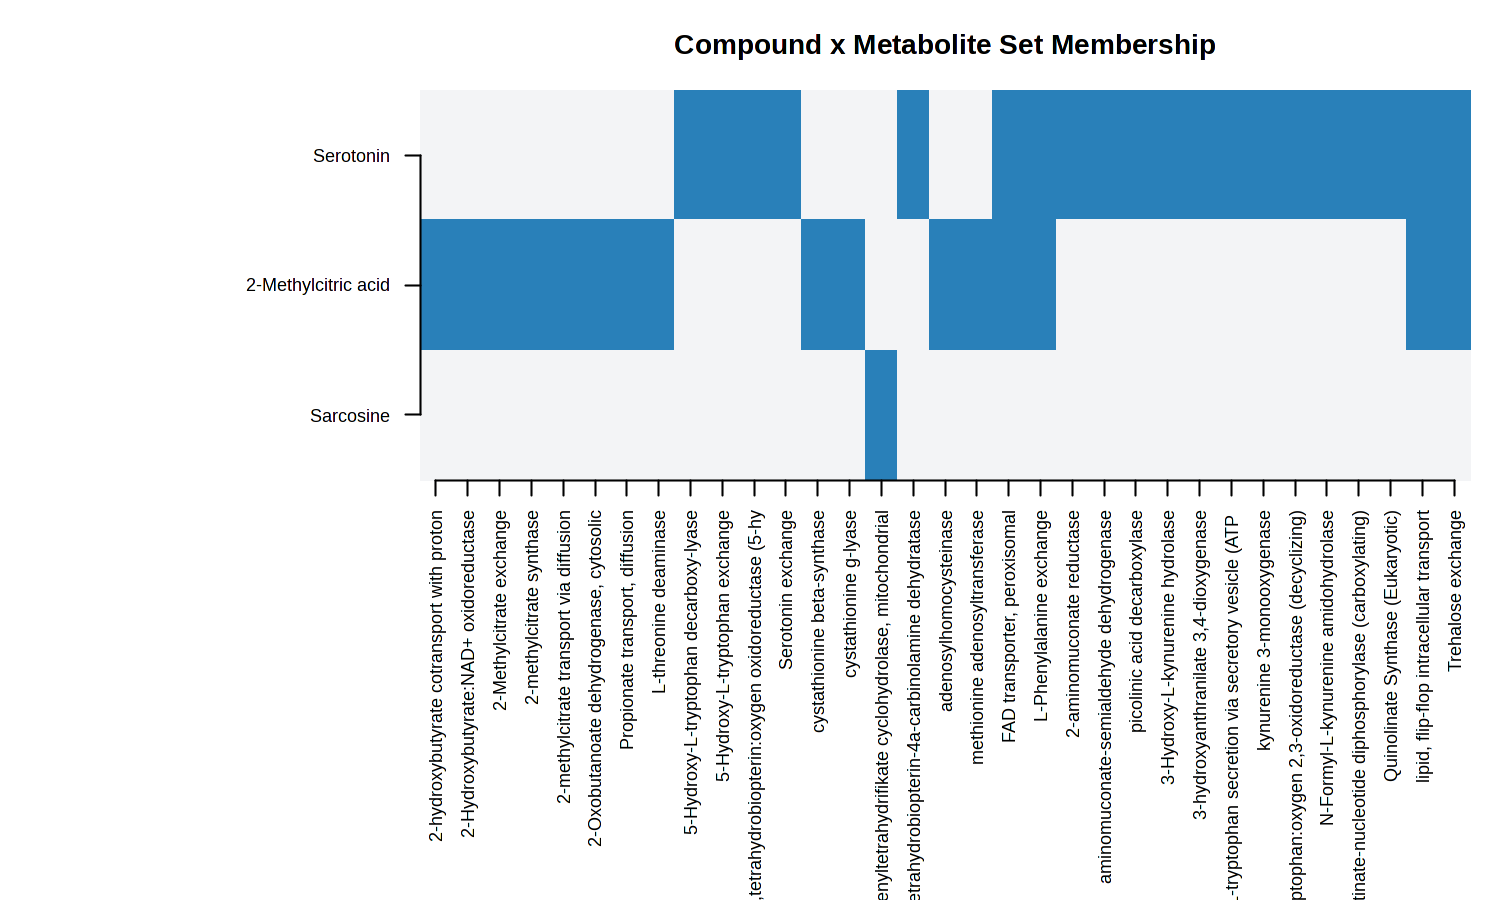 Compound x Metabolite Set Membership
Serotonin
2-Methylcitric acid
Sarcosine
2-hydroxybutyrate cotransport with proton
2-Hydroxybutyrate:NAD+ oxidoreductase
2-Methylcitrate exchange
2-methylcitrate synthase
2-methylcitrate transport via diffusion
2-Oxobutanoate dehydrogenase, cytosolic
Propionate transport, diffusion
L-threonine deaminase
5-Hydroxy-L-tryptophan decarboxy-lyase
5-Hydroxy-L-tryptophan exchange
,tetrahydrobiopterin:oxygen oxidoreductase (5-hy
Serotonin exchange
cystathionine beta-synthase
cystathionine g-lyase
enyltetrahydrifikate cyclohydrolase, mitochondrial
etrahydrobiopterin-4a-carbinolamine dehydratase
adenosylhomocysteinase
methionine adenosyltransferase
FAD transporter, peroxisomal
L-Phenylalanine exchange
2-aminomuconate reductase
aminomuconate-semialdehyde dehydrogenase
picolinic acid decarboxylase
3-Hydroxy-L-kynurenine hydrolase
3-hydroxyanthranilate 3,4-dioxygenase
-tryptophan secretion via secretory vesicle (ATP
kynurenine 3-monooxygenase
ptophan:oxygen 2,3-oxidoreductase (decyclizing)
N-Formyl-L-kynurenine amidohydrolase
tinate-nucleotide diphosphorylase (carboxylating)
Quinolinate Synthase (Eukaryotic)
lipid, flip-flop intracellular transport
Trehalose exchange